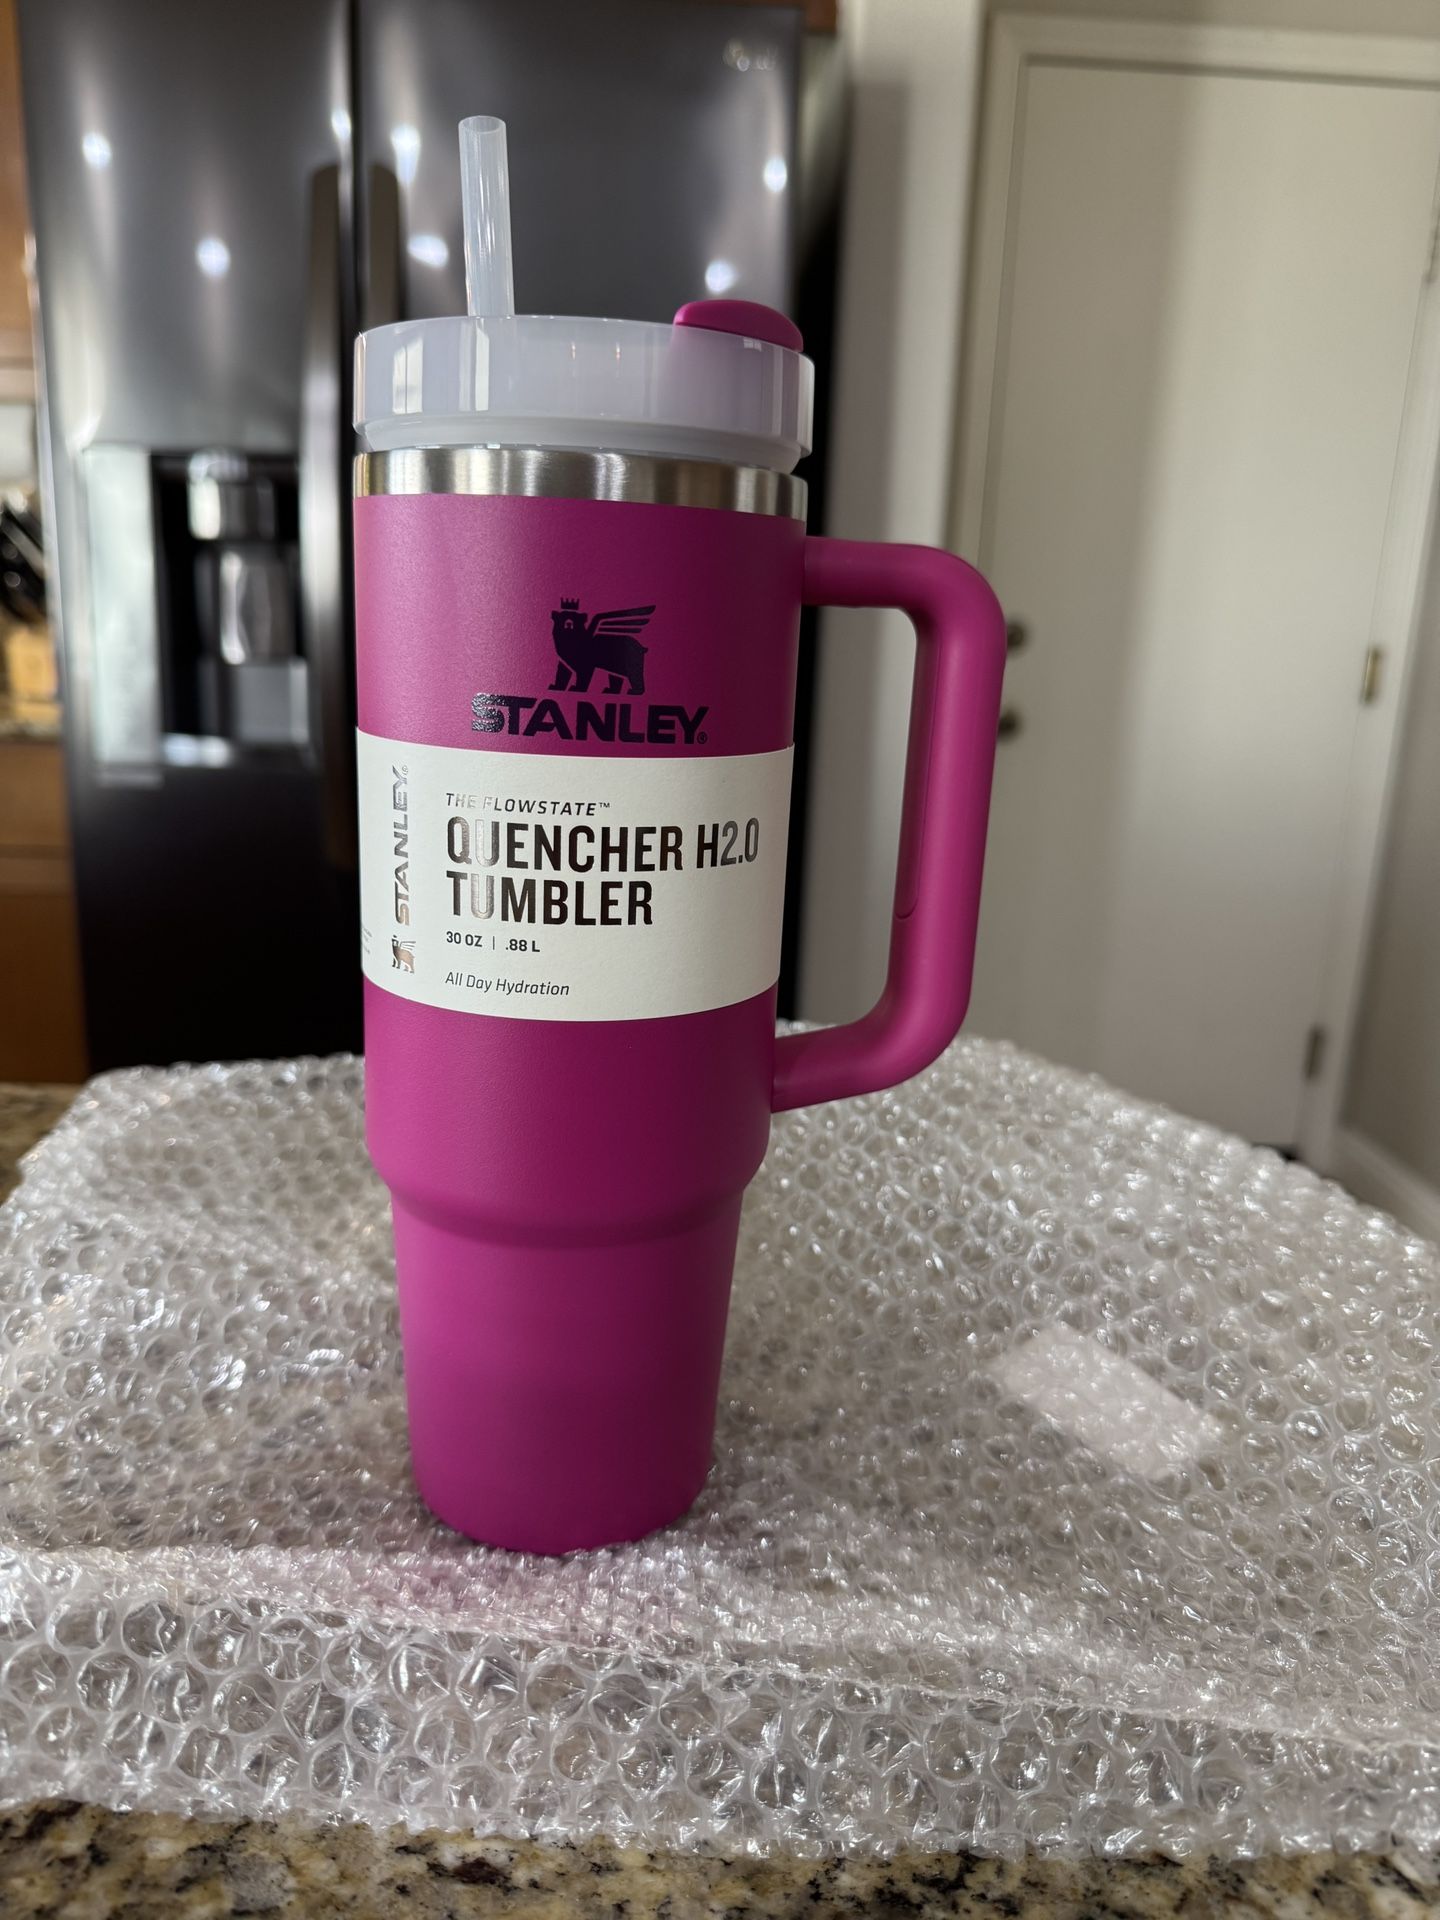 STANLEY®
STANLEY®
THE FLOWSTATE™
QUENCHER H2.0
TUMBLER
30 OZ | .88 L
All Day Hydration